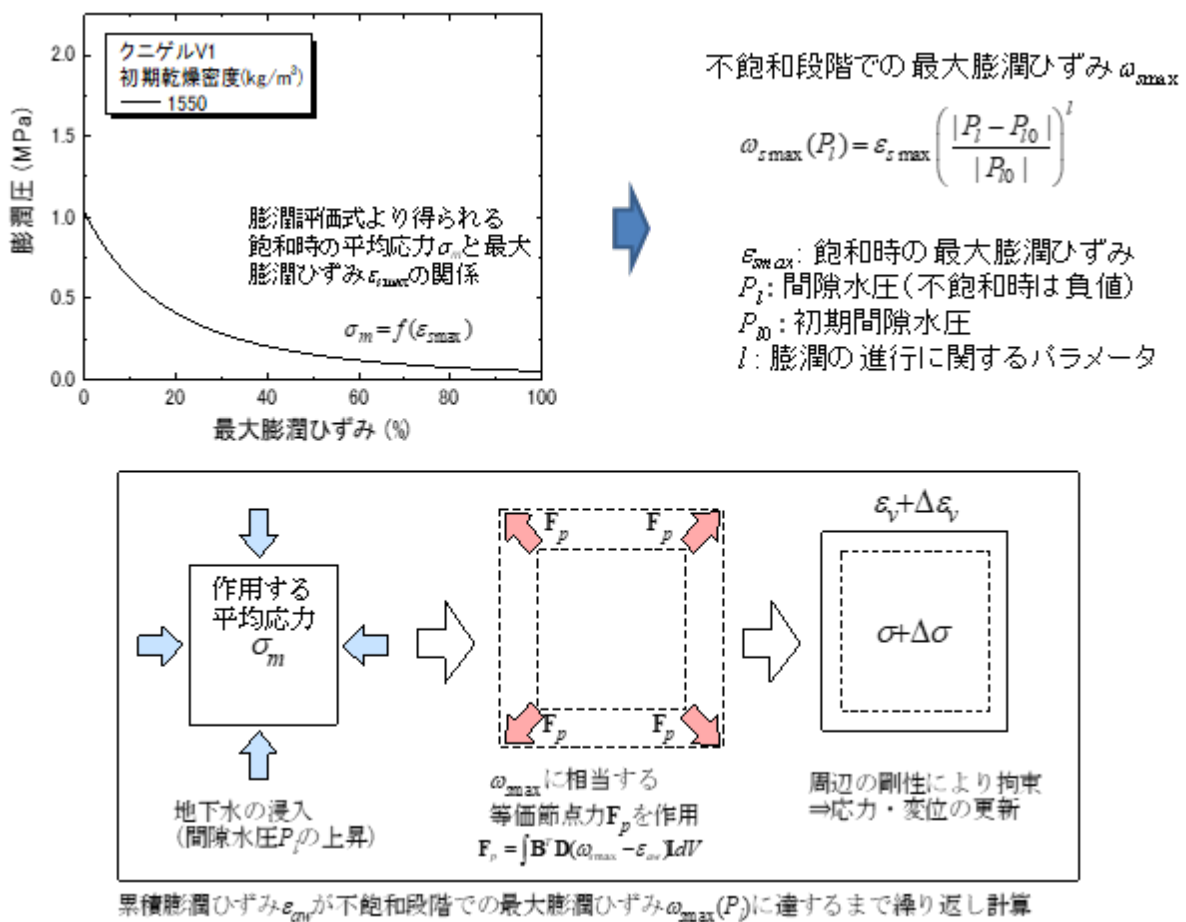 クニゲルV1
初期乾燥密度(kg/m³)
1550
2.0
1.5
1.0
0.5
0.0
膨潤圧 (MPa)
膨潤評価式より得られる
飽和時の平均応力σmと最大
膨潤ひずみεsmaxの関係
σm=f(εsmax)
0 20 40 60 80 100
最大膨潤ひずみ (%)
不飽和段階での最大膨潤ひずみ ωsmax
ωsmax(Pl)=εsmax(|Pl−Pl0|/|Pl0|)^l
εsmax: 飽和時の最大膨潤ひずみ
Pl: 間隙水圧(不飽和時は負値)
Pl0: 初期間隙水圧
l: 膨潤の進行に関するパラメータ
作用する
平均応力
σm
地下水の浸入
(間隙水圧Plの上昇)
Fp Fp
Fp Fp
ωsmaxに相当する
等価節点力Fpを作用
Fp=∫B^T D(ωsmax−εaw)IdV
εv+Δεv
σ+Δσ
周辺の剛性により拘束
⇒応力・変位の更新
累積膨潤ひずみεawが不飽和段階での最大膨潤ひずみωsmax(Pl)に達するまで繰り返し計算